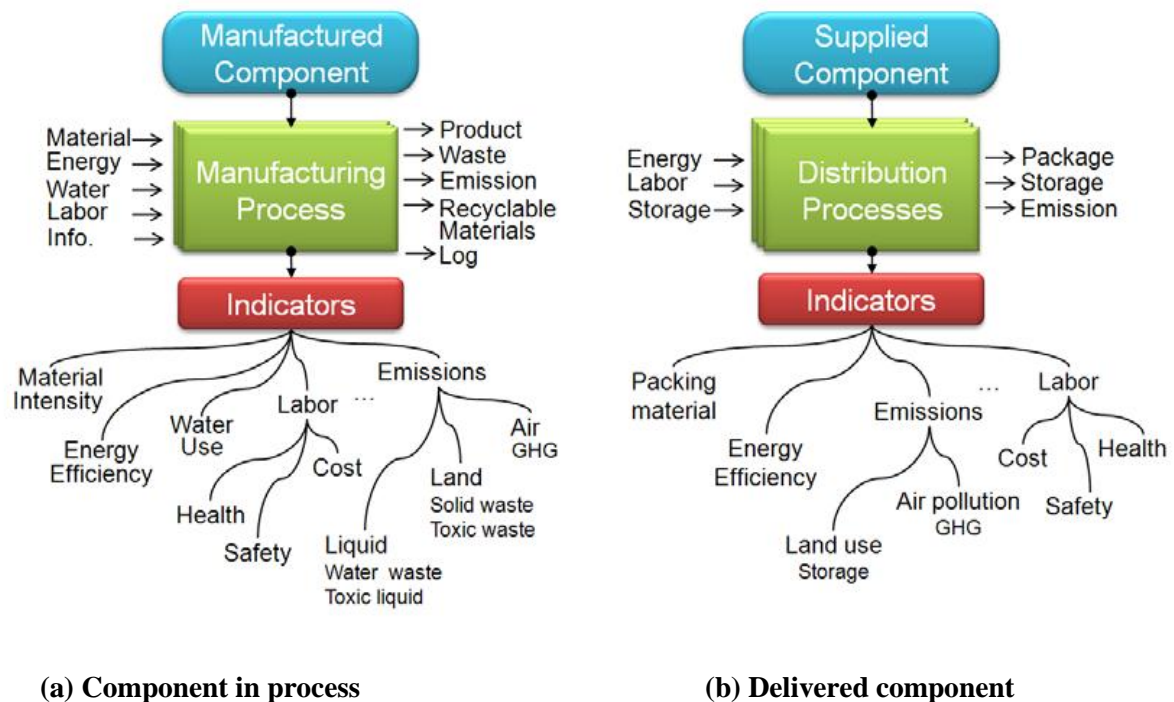 Manufactured
Component
Material
Energy
Water
Labor
Info.
Manufacturing
Process
Product
Waste
Emission
Recyclable
Materials
Log
Indicators
Material
Intensity
Energy
Efficiency
Water
Use
Labor
Health
Safety
Cost
...
Emissions
Liquid
Water waste
Toxic liquid
Land
Solid waste
Toxic waste
Air
GHG
(a) Component in process
Supplied
Component
Energy
Labor
Storage
Distribution
Processes
Package
Storage
Emission
Indicators
Packing
material
Energy
Efficiency
Emissions
Land use
Storage
Air pollution
GHG
...
Labor
Cost
Safety
Health
(b) Delivered component